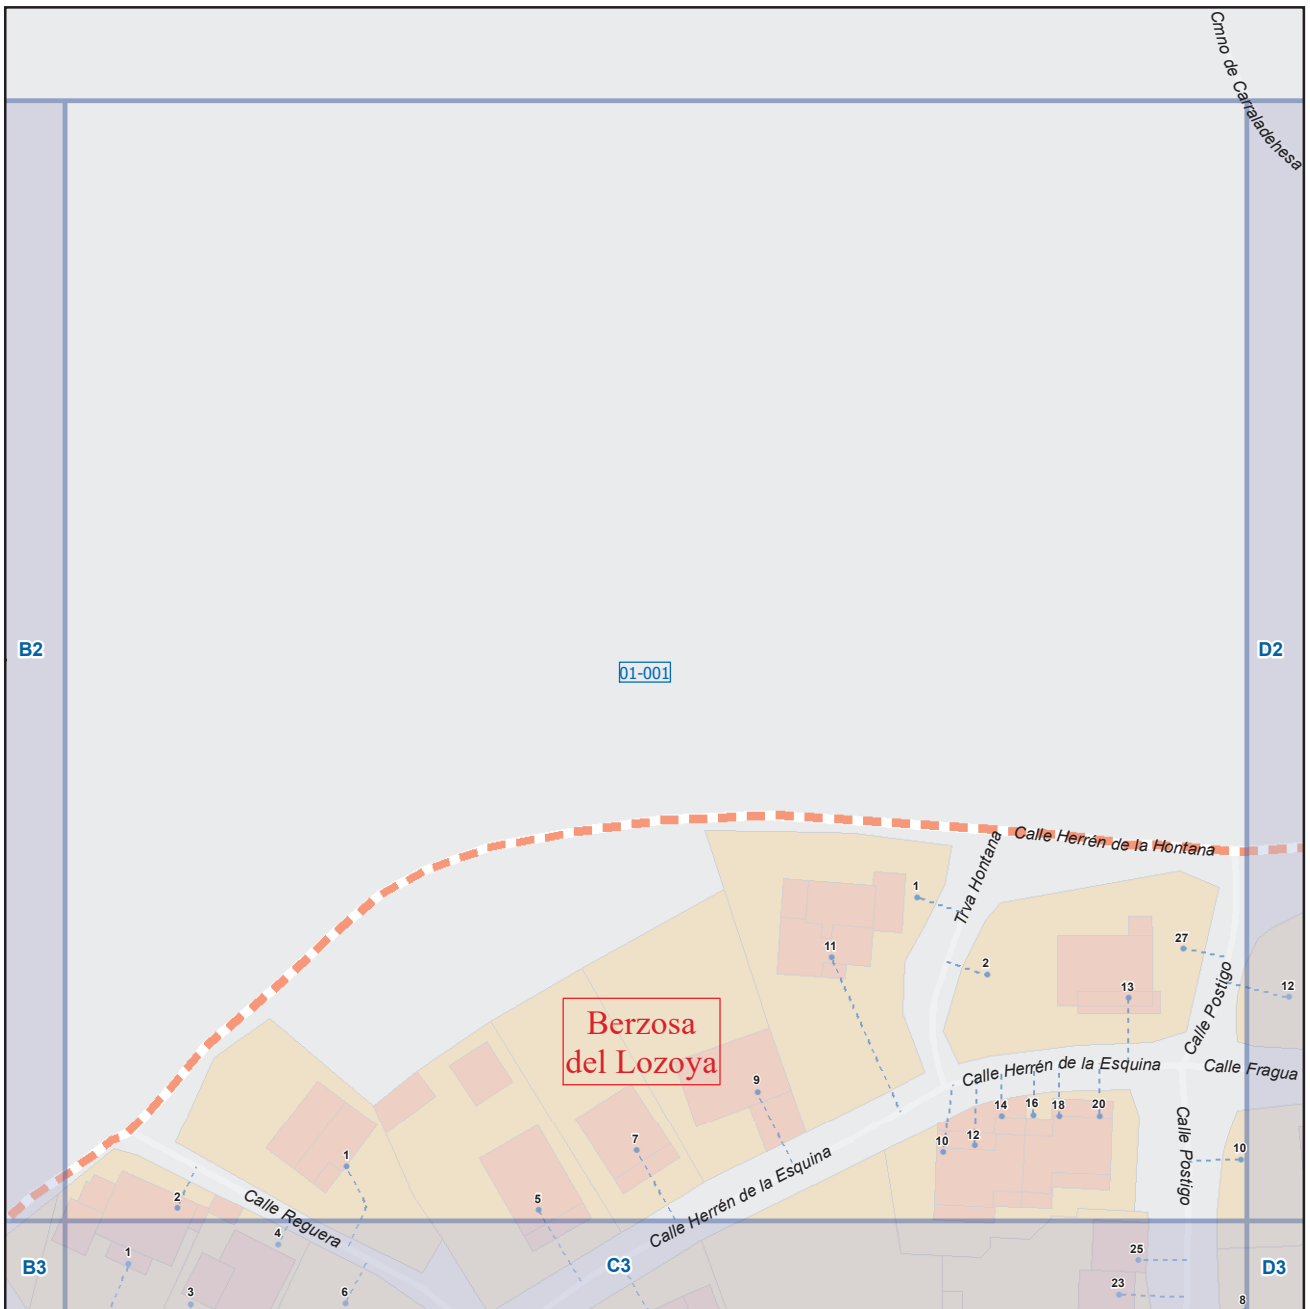 Cmno de Carraladehesa
B2
D2
01-001
Calle Herrén de la Hontana
Trva Hontana
1
11
27
2
13
12
Berzosa
del Lozoya
Calle Postigo
Calle Herrén de la Esquina
Calle Fragua
9
14
16
18
20
7
10
12
Calle Postigo
10
1
2
5
Calle Herrén de la Esquina
Calle Reguera
4
1
25
B3
C3
D3
3
6
23
8